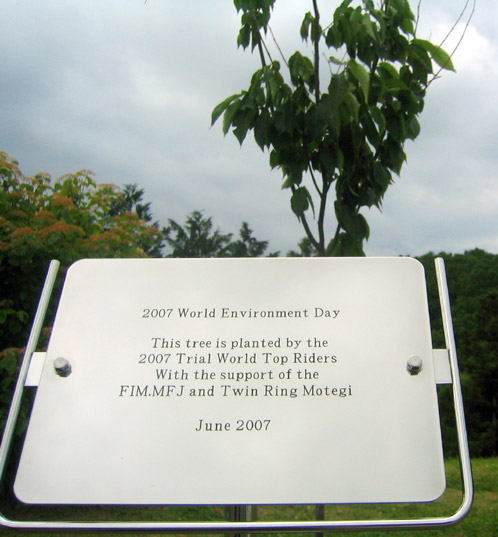 2007 World Environment Day
This tree is planted by the
2007 Trial World Top Riders
With the support of the
FIM.MFJ and Twin Ring Motegi
June 2007